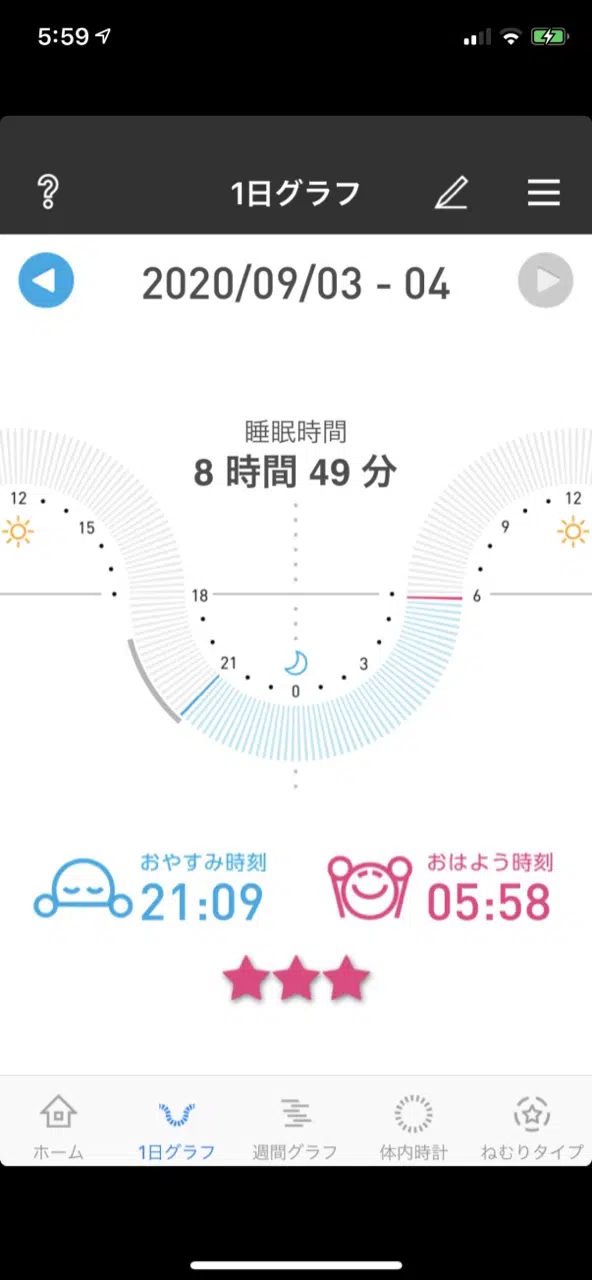 5:59
?
1日グラフ
2020/09/03 - 04
睡眠時間
8 時間 49 分
12
12
15
9
18
6
21
3
0
おやすみ時刻
おはよう時刻
21:09
05:58
ホーム
1日グラフ
週間グラフ
体内時計
ねむりタイプ